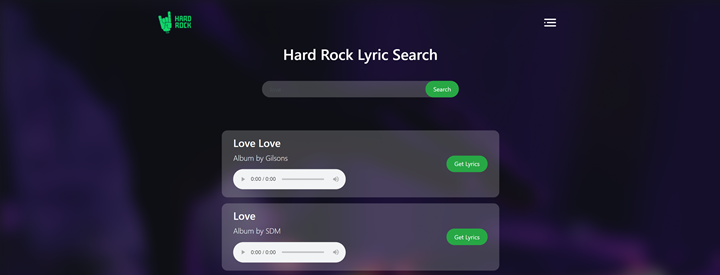 HARD
ROCK
Hard Rock Lyric Search
Search
Love Love
Album by Gilsons
0:00 / 0:00
Get Lyrics
Love
Album by SDM
0:00 / 0:00
Get Lyrics